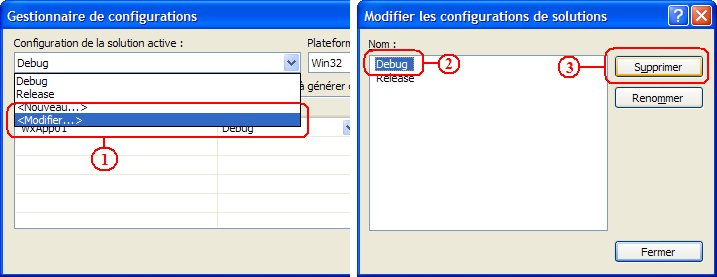 Gestionnaire de configurations
Configuration de la solution active :
Plateform
Debug
Win32
Debug
Release
<Nouveau...>
à générer
<Modifier...>
WxApp01
Debug
1
Modifier les configurations de solutions
Nom :
Debug
2
Release
3
Supprimer
Renommer
Fermer